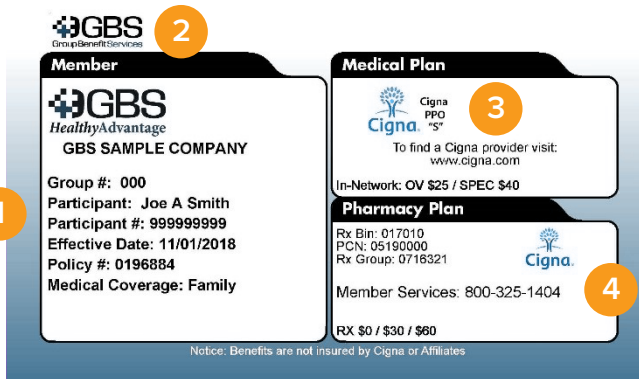 GBS
GroupBenefitServices
2
Member
GBS
HealthyAdvantage
GBS SAMPLE COMPANY
Group #: 000
Participant: Joe A Smith
Participant #: 999999999
Effective Date: 11/01/2018
Policy #: 0196884
Medical Coverage: Family
1
Medical Plan
Cigna.
Cigna
PPO
"S"
3
To find a Cigna provider visit:
www.cigna.com
In-Network: OV $25 / SPEC $40
Pharmacy Plan
Rx Bin: 017010
PCN: 05190000
Rx Group: 0716321
Cigna.
Member Services: 800-325-1404
4
RX $0 / $30 / $60
Notice: Benefits are not insured by Cigna or Affiliates